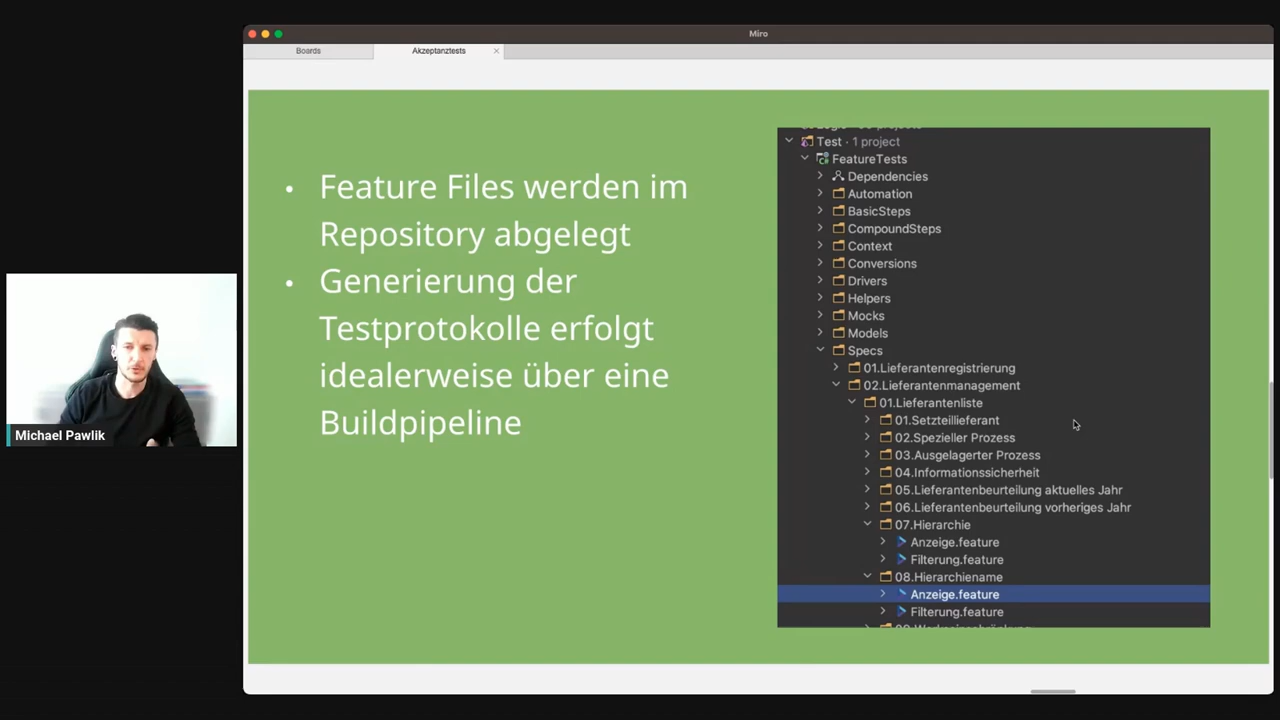 Miro
Boards
Akzeptanztests
• Feature Files werden im
Repository abgelegt
• Generierung der
Testprotokolle erfolgt
idealerweise über eine
Buildpipeline
Test · 1 project
FeatureTests
Dependencies
Automation
BasicSteps
CompoundSteps
Context
Conversions
Drivers
Helpers
Mocks
Models
Specs
01.Lieferantenregistrierung
02.Lieferantenmanagement
01.Lieferantenliste
01.Setzteillieferant
02.Spezieller Prozess
03.Ausgelagerter Prozess
04.Informationssicherheit
05.Lieferantenbeurteilung aktuelles Jahr
06.Lieferantenbeurteilung vorheriges Jahr
07.Hierarchie
Anzeige.feature
Filterung.feature
08.Hierarchiename
Anzeige.feature
Filterung.feature
Michael Pawlik